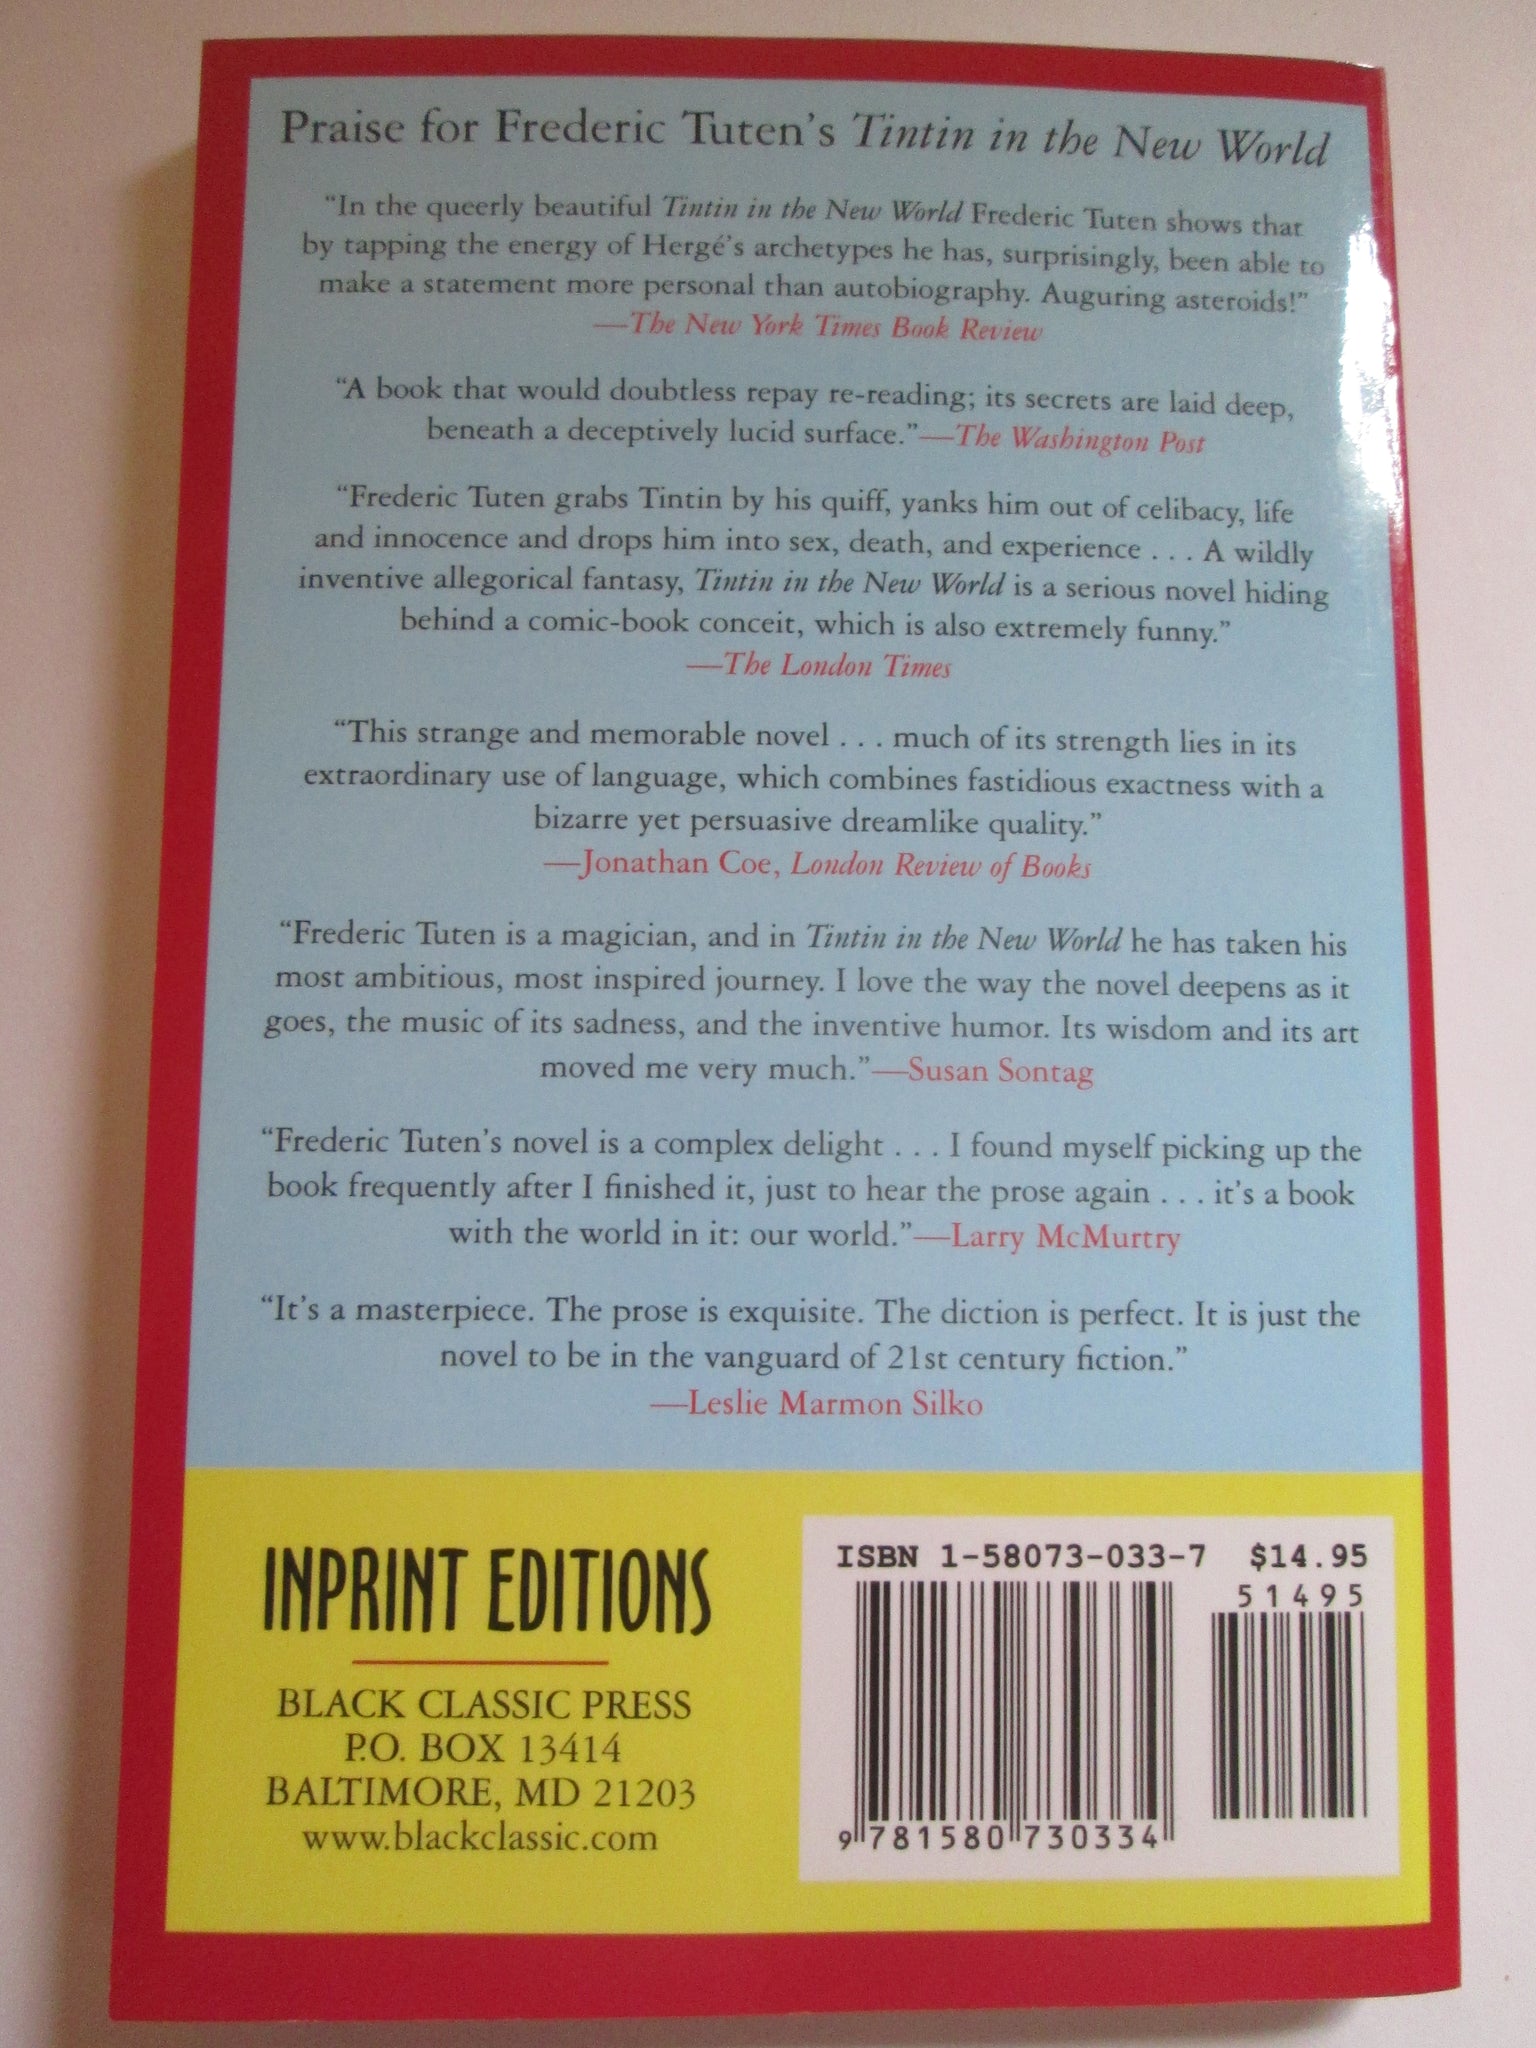 Praise for Frederic Tuten's Tintin in the New World
“In the queerly beautiful Tintin in the New World Frederic Tuten shows that
by tapping the energy of Hergé’s archetypes he has, surprisingly, been able to
make a statement more personal than autobiography. Auguring asteroids!”
—The New York Times Book Review
“A book that would doubtless repay re-reading; its secrets are laid deep,
beneath a deceptively lucid surface.”—The Washington Post
“Frederic Tuten grabs Tintin by his quiff, yanks him out of celibacy, life
and innocence and drops him into sex, death, and experience . . . A wildly
inventive allegorical fantasy, Tintin in the New World is a serious novel hiding
behind a comic-book conceit, which is also extremely funny.”
—The London Times
“This strange and memorable novel . . . much of its strength lies in its
extraordinary use of language, which combines fastidious exactness with a
bizarre yet persuasive dreamlike quality.”
—Jonathan Coe, London Review of Books
“Frederic Tuten is a magician, and in Tintin in the New World he has taken his
most ambitious, most inspired journey. I love the way the novel deepens as it
goes, the music of its sadness, and the inventive humor. Its wisdom and its art
moved me very much.”—Susan Sontag
“Frederic Tuten’s novel is a complex delight . . . I found myself picking up the
book frequently after I finished it, just to hear the prose again . . . it’s a book
with the world in it: our world.”—Larry McMurtry
“It’s a masterpiece. The prose is exquisite. The diction is perfect. It is just the
novel to be in the vanguard of 21st century fiction.”
—Leslie Marmon Silko
INPRINT EDITIONS
BLACK CLASSIC PRESS
P.O. BOX 13414
BALTIMORE, MD 21203
www.blackclassic.com
ISBN 1-58073-033-7 $14.95
51495
9 781580 730334